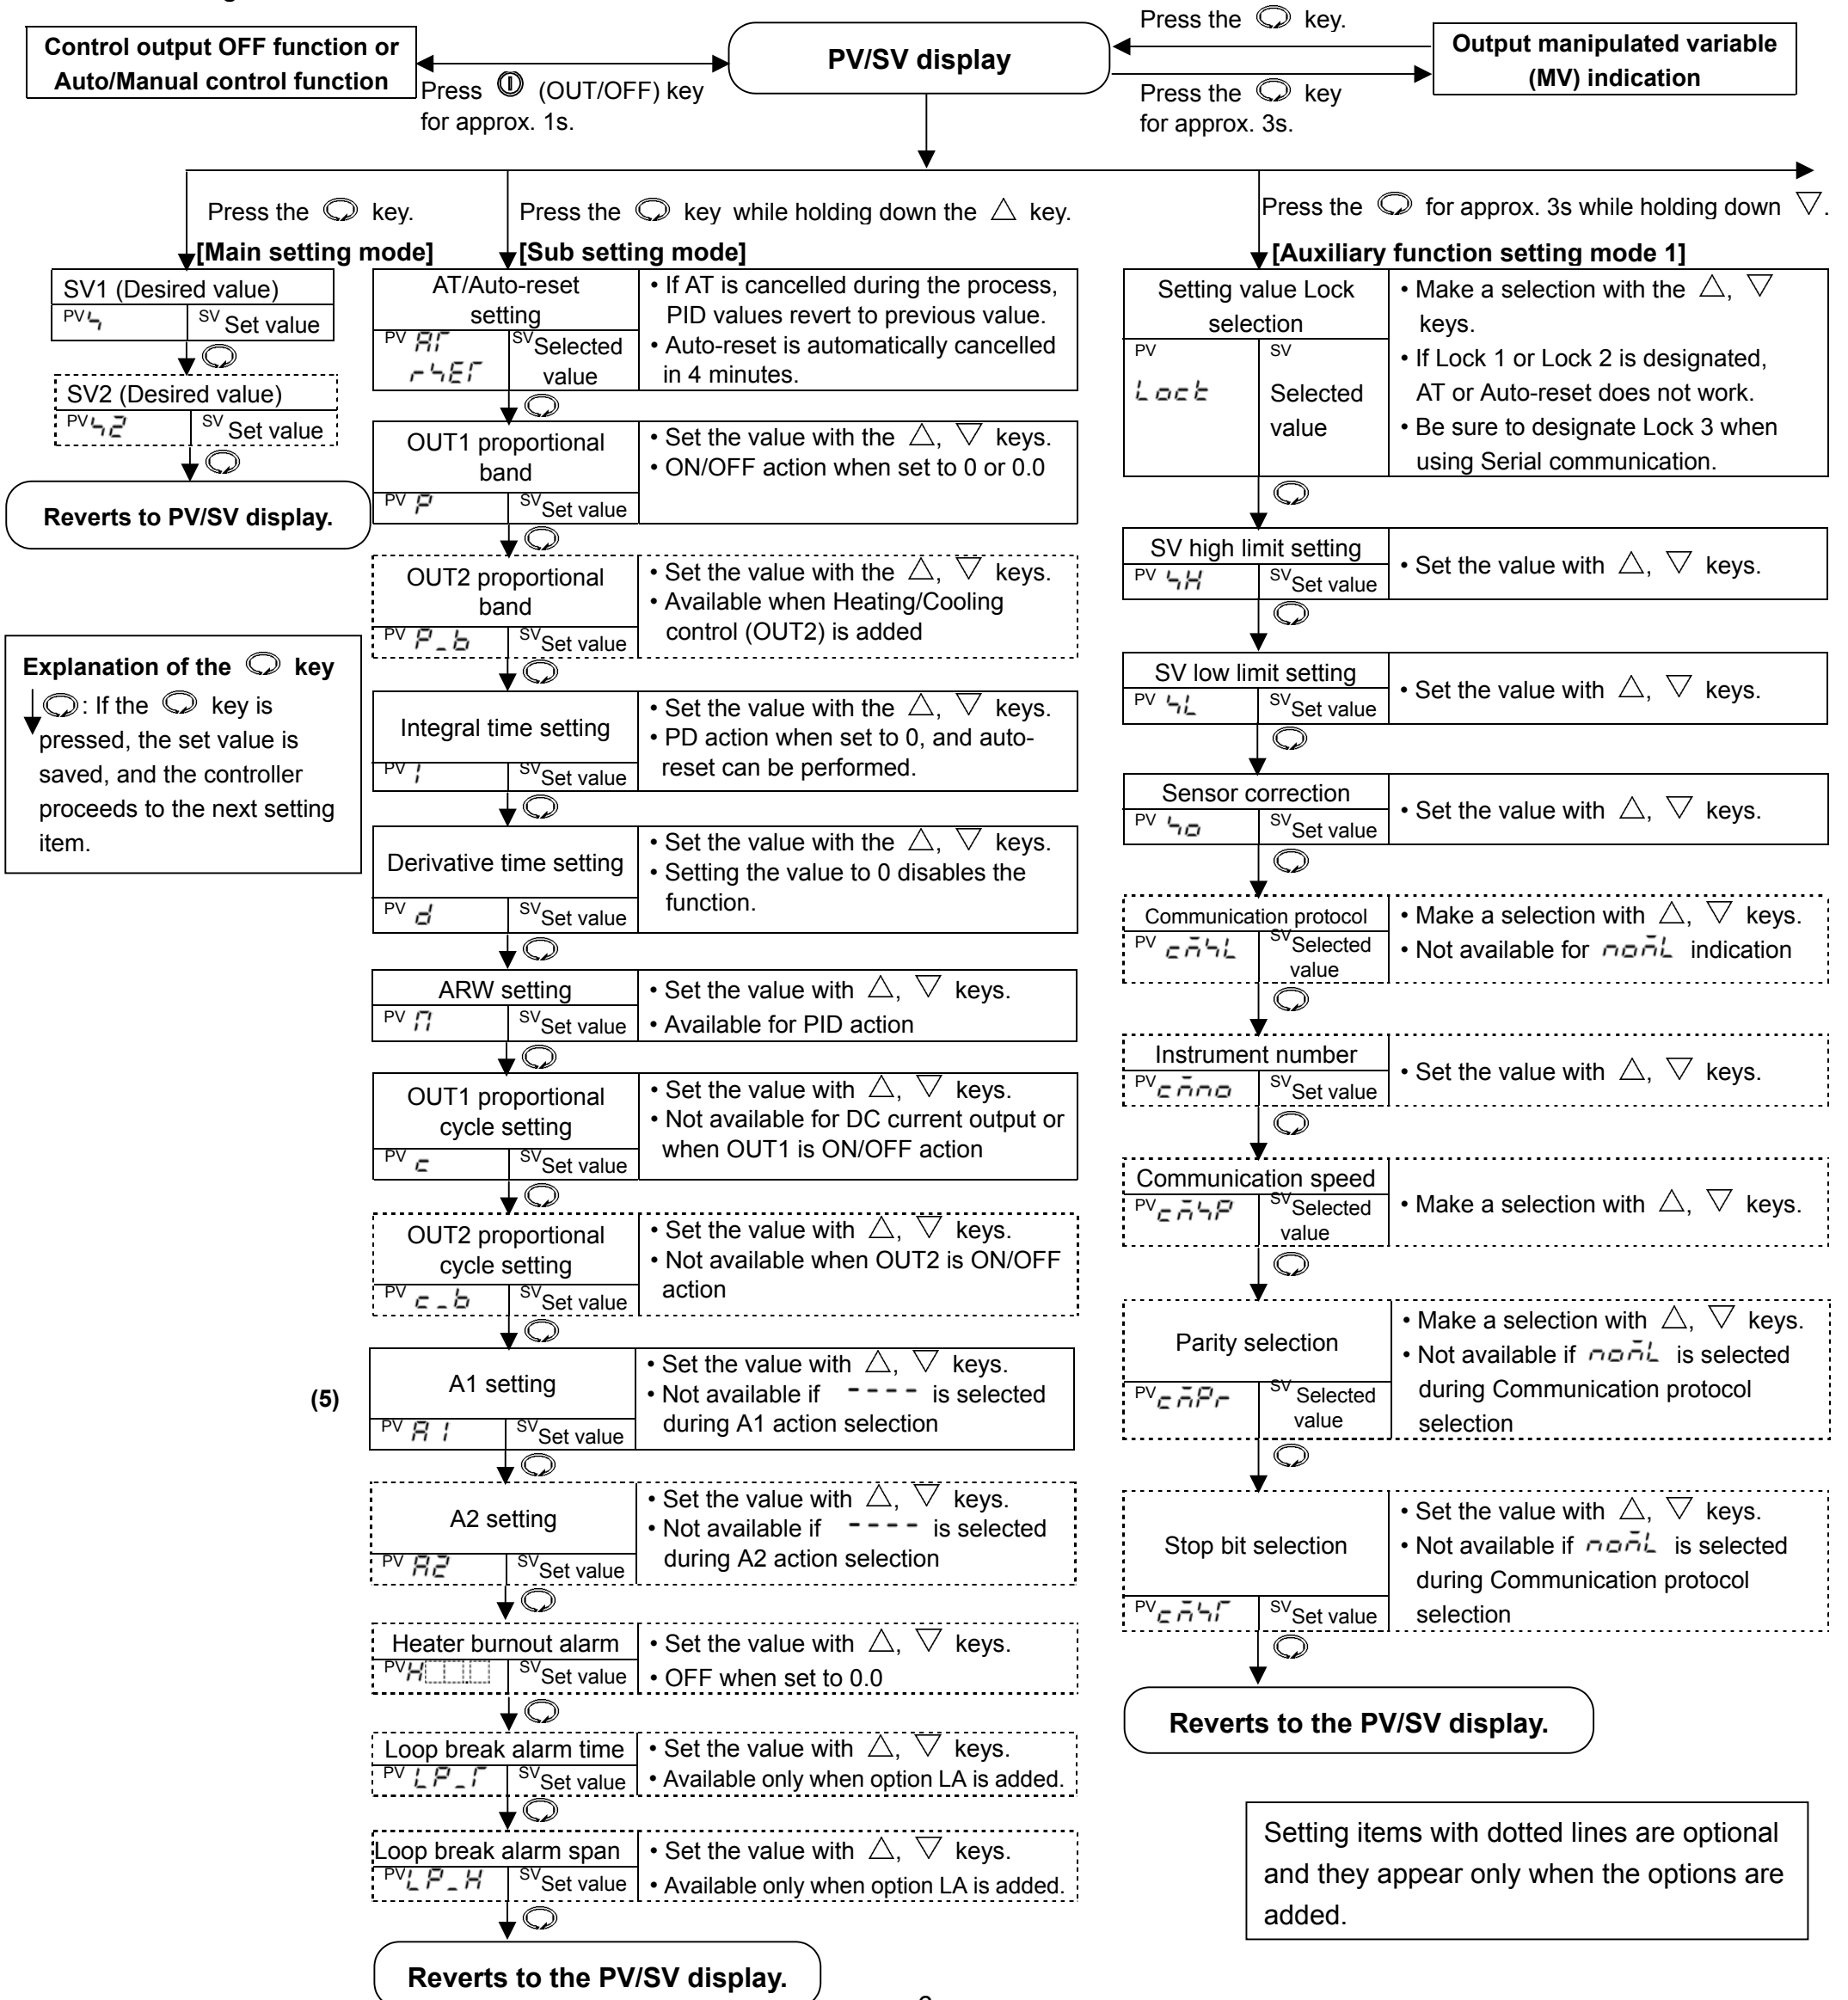 Control output OFF function or
Auto/Manual control function
Press (OUT/OFF) key
for approx. 1s.
PV/SV display
Press the key.
Press the key
for approx. 3s.
Output manipulated variable
(MV) indication
Press the key.
[Main setting mode]
SV1 (Desired value)
PV SV Set value
SV2 (Desired value)
PV SV Set value
Reverts to PV/SV display.
Explanation of the key
: If the key is
pressed, the set value is
saved, and the controller
proceeds to the next setting
item.
Press the key while holding down the △ key.
[Sub setting mode]
AT/Auto-reset
setting
PV AT SV Selected
value
• If AT is cancelled during the process,
PID values revert to previous value.
• Auto-reset is automatically cancelled
in 4 minutes.
OUT1 proportional
band
PV P SV Set value
• Set the value with the △, ▽ keys.
• ON/OFF action when set to 0 or 0.0
OUT2 proportional
band
PV P_b SV Set value
• Set the value with the △, ▽ keys.
• Available when Heating/Cooling
control (OUT2) is added
Integral time setting
PV I SV Set value
• Set the value with the △, ▽ keys.
• PD action when set to 0, and auto-
reset can be performed.
Derivative time setting
PV d SV Set value
• Set the value with the △, ▽ keys.
• Setting the value to 0 disables the
function.
ARW setting
PV SV Set value
• Set the value with △, ▽ keys.
• Available for PID action
OUT1 proportional
cycle setting
PV c SV Set value
• Set the value with △, ▽ keys.
• Not available for DC current output or
when OUT1 is ON/OFF action
OUT2 proportional
cycle setting
PV c_b SV Set value
• Set the value with △, ▽ keys.
• Not available when OUT2 is ON/OFF
action
(5)
A1 setting
PV A1 SV Set value
• Set the value with △, ▽ keys.
• Not available if ---- is selected
during A1 action selection
A2 setting
PV A2 SV Set value
• Set the value with △, ▽ keys.
• Not available if ---- is selected
during A2 action selection
Heater burnout alarm
PV H SV Set value
• Set the value with △, ▽ keys.
• OFF when set to 0.0
Loop break alarm time
PV LP_T SV Set value
• Set the value with △, ▽ keys.
• Available only when option LA is added.
Loop break alarm span
PV LP_H SV Set value
• Set the value with △, ▽ keys.
• Available only when option LA is added.
Reverts to the PV/SV display.
Press the for approx. 3s while holding down ▽.
[Auxiliary function setting mode 1]
Setting value Lock
selection
PV SV
Lock Selected
value
• Make a selection with the △, ▽
keys.
• If Lock 1 or Lock 2 is designated,
AT or Auto-reset does not work.
• Be sure to designate Lock 3 when
using Serial communication.
SV high limit setting
PV SV Set value
• Set the value with △, ▽ keys.
SV low limit setting
PV SV Set value
• Set the value with △, ▽ keys.
Sensor correction
PV SV Set value
• Set the value with △, ▽ keys.
Communication protocol
PV SV Selected
value
• Make a selection with △, ▽ keys.
• Not available for indication
Instrument number
PV SV Set value
• Set the value with △, ▽ keys.
Communication speed
PV SV Selected
value
• Make a selection with △, ▽ keys.
Parity selection
PV SV Selected
value
• Make a selection with △, ▽ keys.
• Not available if is selected
during Communication protocol
selection
Stop bit selection
PV SV Set value
• Set the value with △, ▽ keys.
• Not available if is selected
during Communication protocol
selection
Reverts to the PV/SV display.
Setting items with dotted lines are optional
and they appear only when the options are
added.